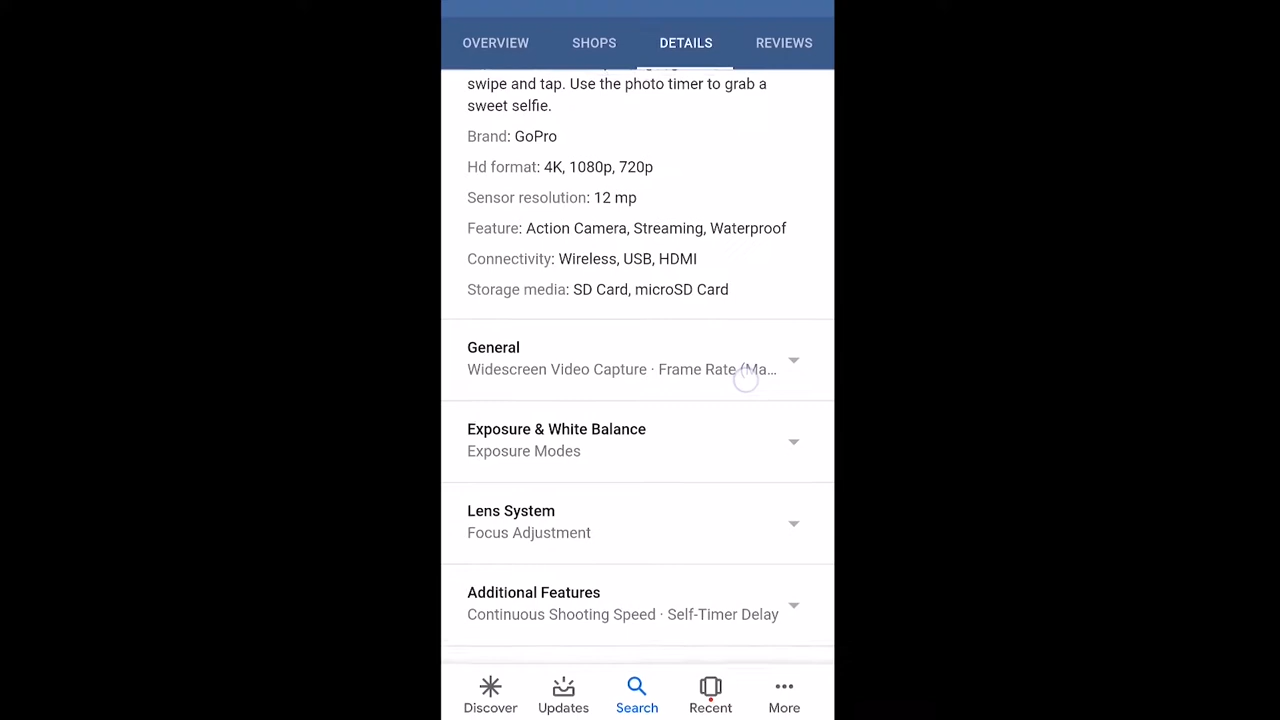 OVERVIEW SHOPS DETAILS REVIEWS
swipe and tap. Use the photo timer to grab a
sweet selfie.
Brand: GoPro
Hd format: 4K, 1080p, 720p
Sensor resolution: 12 mp
Feature: Action Camera, Streaming, Waterproof
Connectivity: Wireless, USB, HDMI
Storage media: SD Card, microSD Card
General
Widescreen Video Capture · Frame Rate (Ma...
Exposure & White Balance
Exposure Modes
Lens System
Focus Adjustment
Additional Features
Continuous Shooting Speed · Self-Timer Delay
Discover Updates Search Recent More